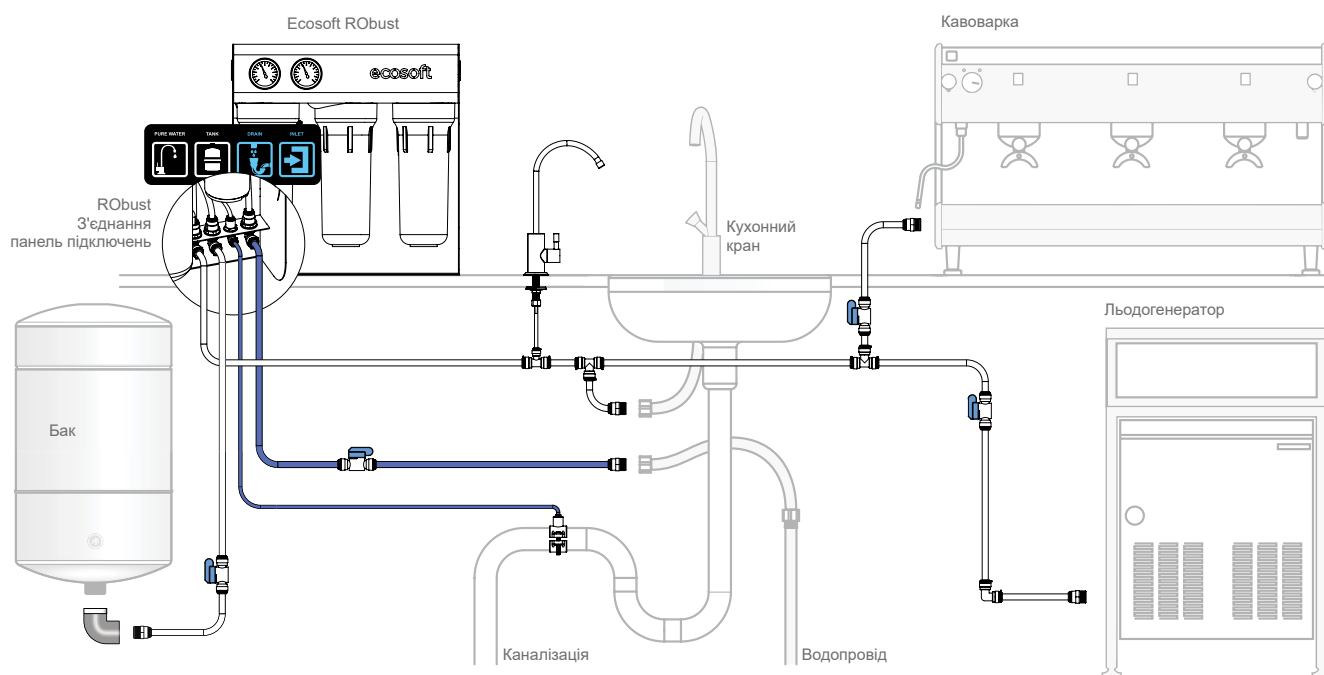 Ecosoft RObust
Кавоварка
ecosoft
PURE WATER
TANK
DRAIN
INLET
RObust
З'єднання
панель підключень
Кухонний
кран
Льодогенератор
Бак
Каналізація
Водопровід